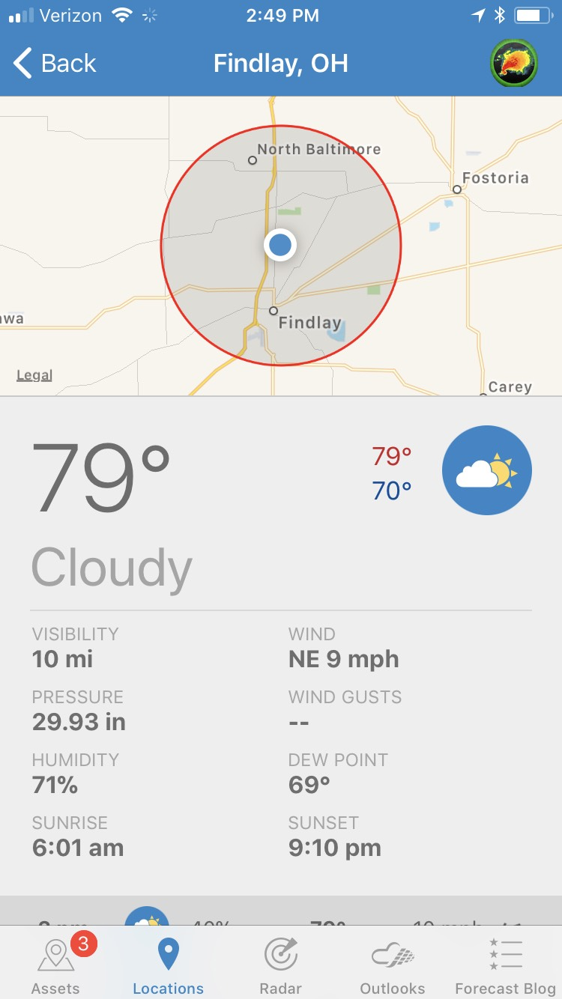 Verizon 2:49 PM
Back Findlay, OH
North Baltimore
Fostoria
Findlay
Legal
Carey
79° 79°
70°
Cloudy
VISIBILITY WIND
10 mi NE 9 mph
PRESSURE WIND GUSTS
29.93 in --
HUMIDITY DEW POINT
71% 69°
SUNRISE SUNSET
6:01 am 9:10 pm
3
Assets Locations Radar Outlooks Forecast Blog